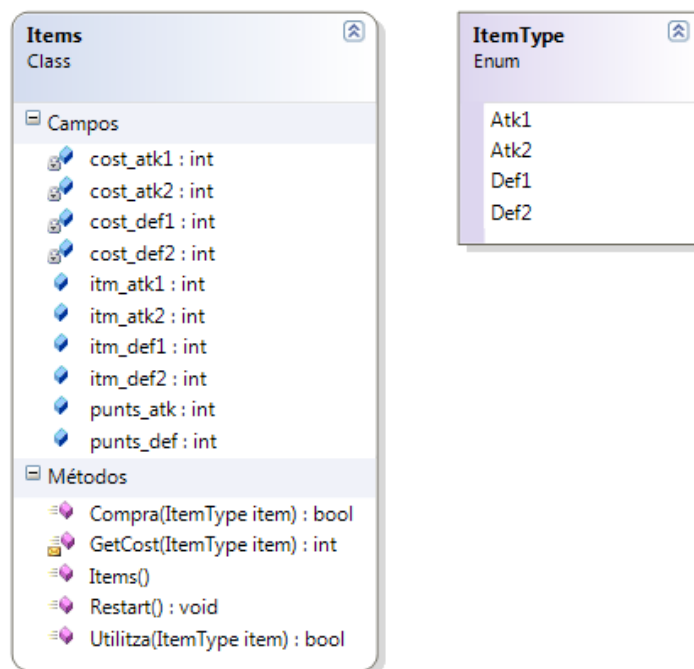 Items
Class
Campos
cost_atk1 : int
cost_atk2 : int
cost_def1 : int
cost_def2 : int
itm_atk1 : int
itm_atk2 : int
itm_def1 : int
itm_def2 : int
punts_atk : int
punts_def : int
Métodos
Compra(ItemType item) : bool
GetCost(ItemType item) : int
Items()
Restart() : void
Utilitza(ItemType item) : bool
ItemType
Enum
Atk1
Atk2
Def1
Def2